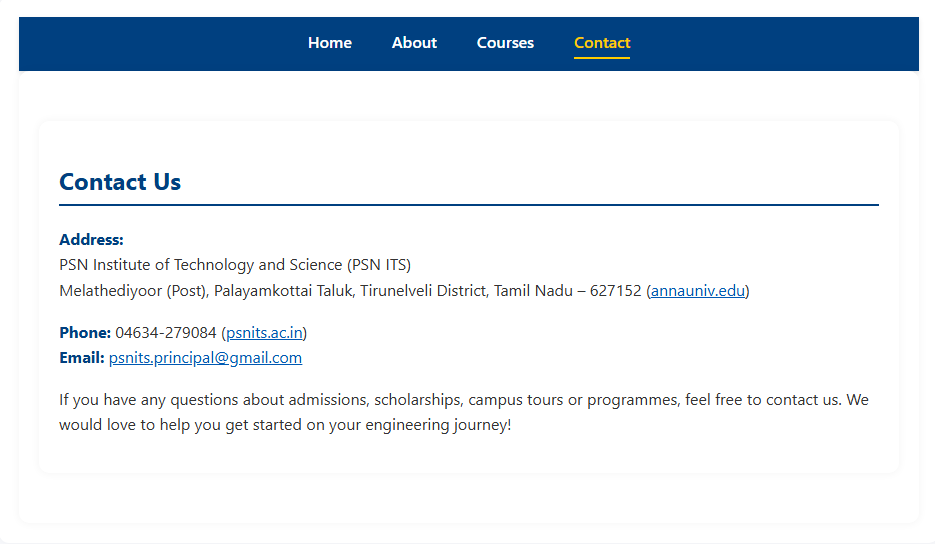 Home About Courses Contact
Contact Us
Address:
PSN Institute of Technology and Science (PSN ITS)
Melathediyoor (Post), Palayamkottai Taluk, Tirunelveli District, Tamil Nadu – 627152 (annauniv.edu)
Phone: 04634-279084 (psnits.ac.in)
Email: psnits.principal@gmail.com
If you have any questions about admissions, scholarships, campus tours or programmes, feel free to contact us. We
would love to help you get started on your engineering journey!